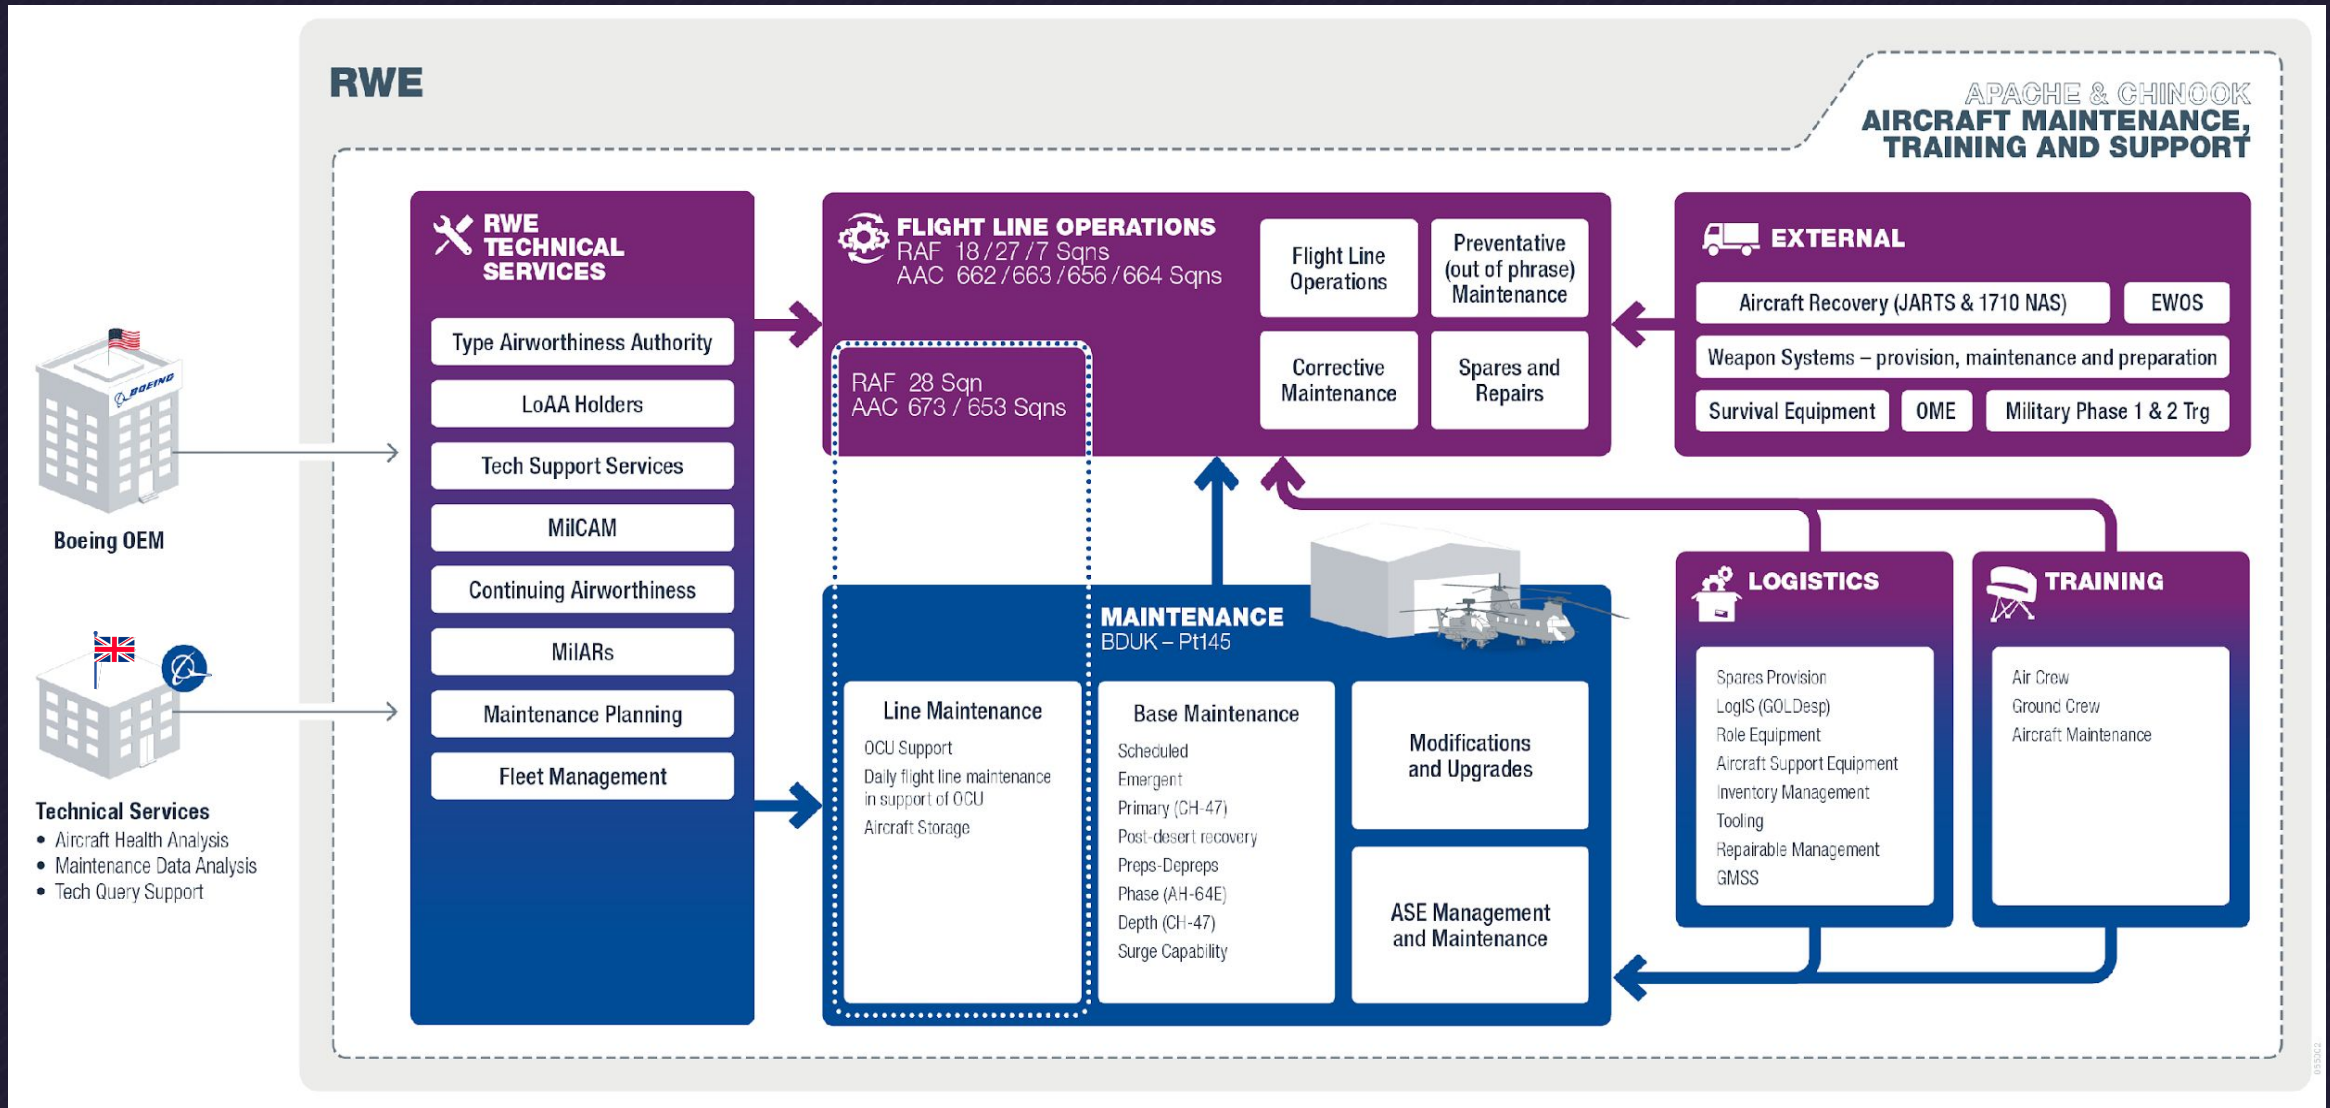 RWE
APACHE & CHINOOK
AIRCRAFT MAINTENANCE,
TRAINING AND SUPPORT
BOEING
Boeing OEM
Technical Services
• Aircraft Health Analysis
• Maintenance Data Analysis
• Tech Query Support
RWE
TECHNICAL
SERVICES
Type Airworthiness Authority
LoAA Holders
Tech Support Services
MilCAM
Continuing Airworthiness
MilARs
Maintenance Planning
Fleet Management
FLIGHT LINE OPERATIONS
RAF 18/27/7 Sqns
AAC 662/663/656/664 Sqns
RAF 28 Sqn
AAC 673 / 653 Sqns
Flight Line
Operations
Preventative
(out of phrase)
Maintenance
Corrective
Maintenance
Spares and
Repairs
EXTERNAL
Aircraft Recovery (JARTS & 1710 NAS)
EWOS
Weapon Systems – provision, maintenance and preparation
Survival Equipment
OME
Military Phase 1 & 2 Trg
MAINTENANCE
BDUK – Pt145
Line Maintenance
OCU Support
Daily flight line maintenance
in support of OCU
Aircraft Storage
Base Maintenance
Scheduled
Emergent
Primary (CH-47)
Post-desert recovery
Preps-Depreps
Phase (AH-64E)
Depth (CH-47)
Surge Capability
Modifications
and Upgrades
ASE Management
and Maintenance
LOGISTICS
Spares Provision
LogIS (GOLDesp)
Role Equipment
Aircraft Support Equipment
Inventory Management
Tooling
Repairable Management
GMSS
TRAINING
Air Crew
Ground Crew
Aircraft Maintenance